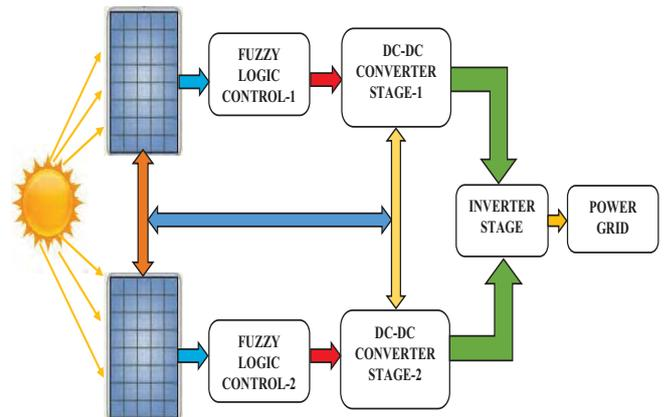 FUZZY
LOGIC
CONTROL-1
DC-DC
CONVERTER
STAGE-1
INVERTER
STAGE
POWER
GRID
FUZZY
LOGIC
CONTROL-2
DC-DC
CONVERTER
STAGE-2